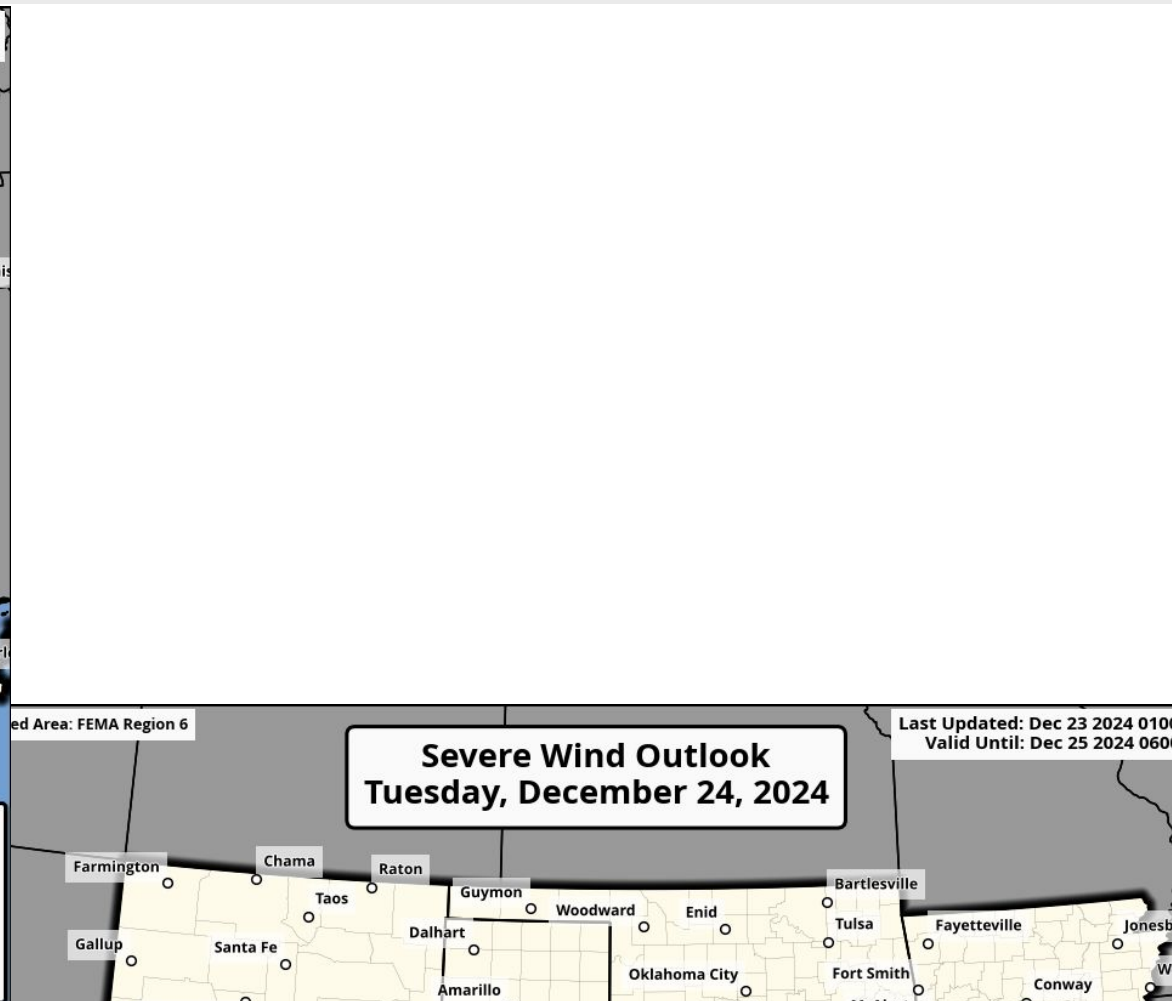 ed Area: FEMA Region 6
Severe Wind Outlook
Tuesday, December 24, 2024
Last Updated: Dec 23 2024 010
Valid Until: Dec 25 2024 060
Farmington
Chama
Raton
Taos
Guymon
Woodward
Enid
Bartlesville
Tulsa
Fayetteville
Jonesb
Dalhart
Gallup
Santa Fe
Oklahoma City
Fort Smith
Amarillo
Conway
W